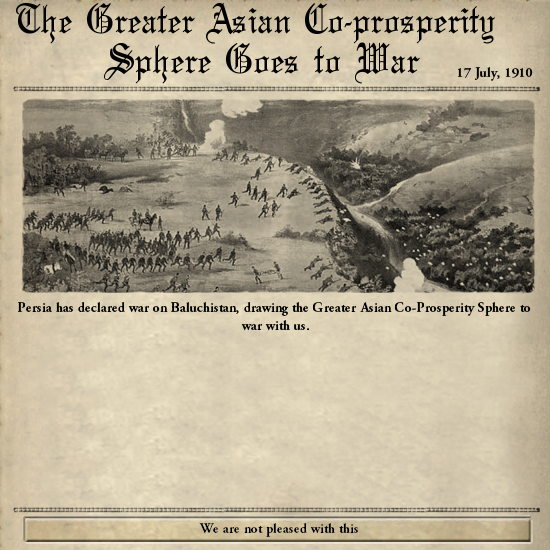 The Greater Asian Co-prosperity
Sphere Goes to War
17 July, 1910
Persia has declared war on Baluchistan, drawing the Greater Asian Co-Prosperity Sphere to
war with us.
We are not pleased with this